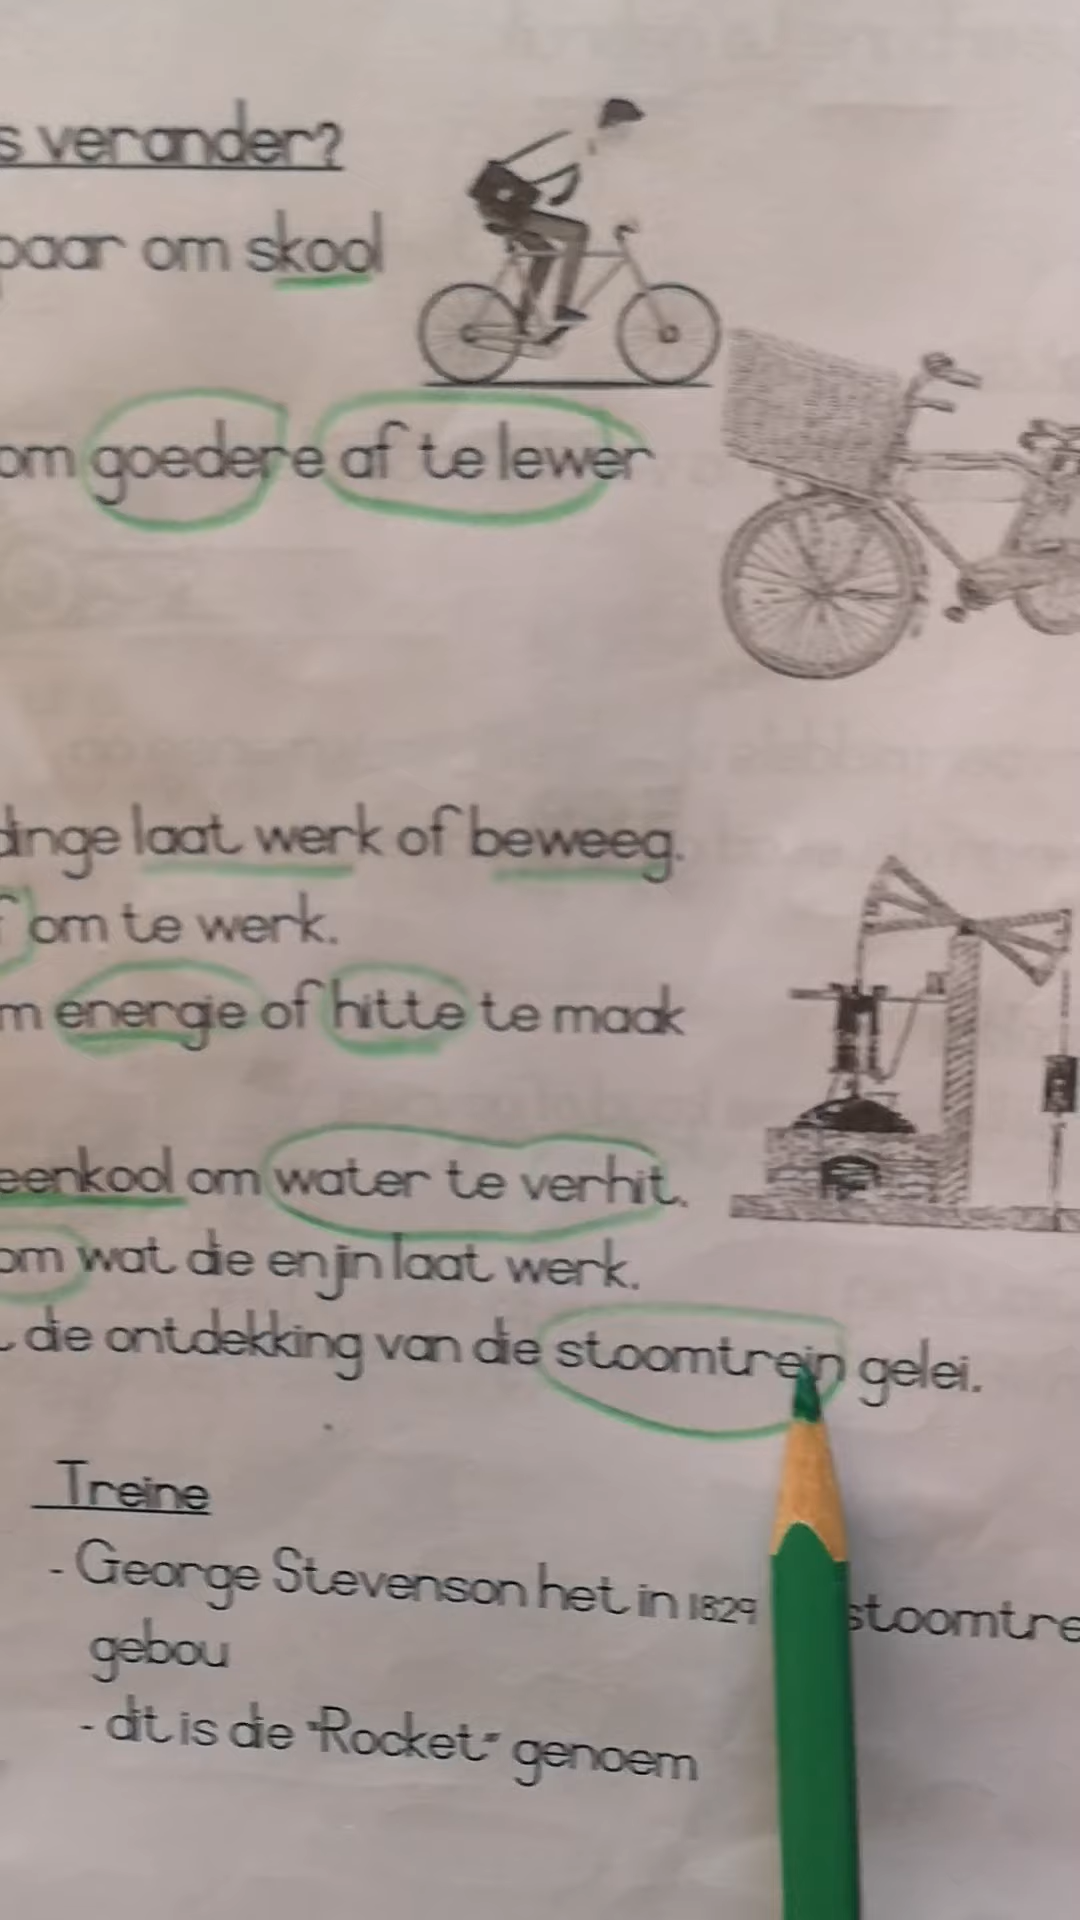 s verander?
baar om skool
om goedere af te lewer
dinge laat werk of beweeg.
om te werk.
m energie of hitte te maak
eenkool om water te verhit.
om wat die enjin laat werk.
die ontdekking van die stoomtrein gelei.
Treine
- George Stevenson het in 1829 stoomtre
gebou
- dit is die "Rocket" genoem